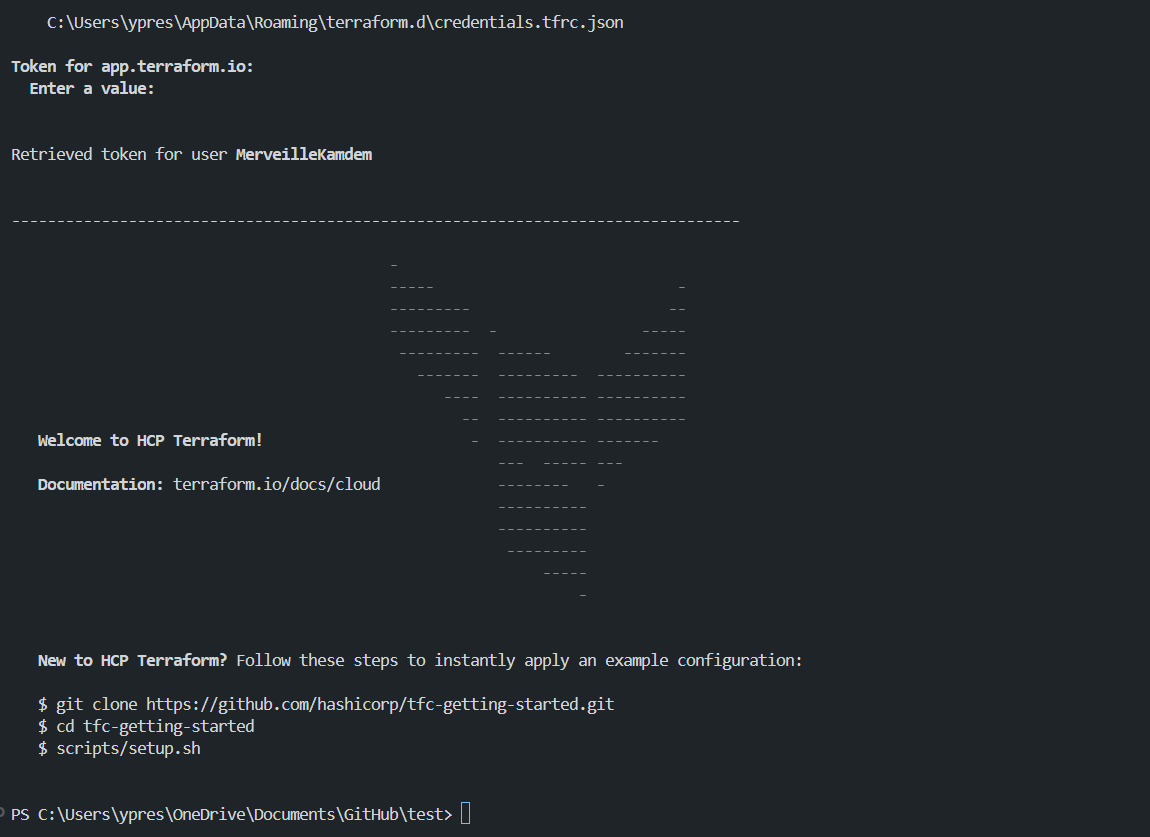 C:\Users\ypres\AppData\Roaming\terraform.d\credentials.tfrc.json
Token for app.terraform.io:
Enter a value:
Retrieved token for user MerveilleKamdem
---------------------------------------------------------------------------------
-
----- -
--------- --
--------- - -----
--------- ------ -------
------- --------- ----------
---- ---------- ----------
-- ---------- ----------
Welcome to HCP Terraform! - ---------- -------
--- ----- ---
Documentation: terraform.io/docs/cloud -------- -
----------
----------
---------
-----
-
New to HCP Terraform? Follow these steps to instantly apply an example configuration:
$ git clone https://github.com/hashicorp/tfc-getting-started.git
$ cd tfc-getting-started
$ scripts/setup.sh
PS C:\Users\ypres\OneDrive\Documents\GitHub\test>